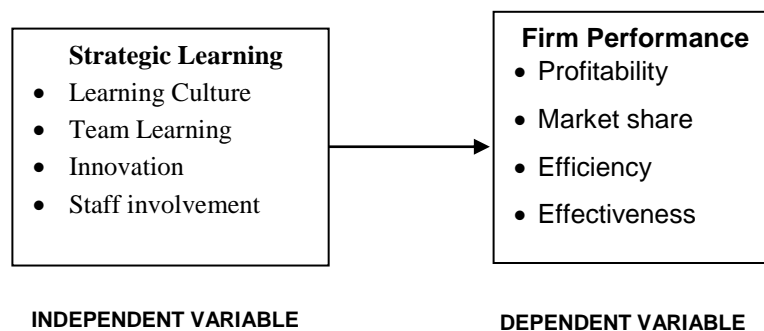 Strategic Learning
• Learning Culture
• Team Learning
• Innovation
• Staff involvement
Firm Performance
• Profitability
• Market share
• Efficiency
• Effectiveness
INDEPENDENT VARIABLE
DEPENDENT VARIABLE